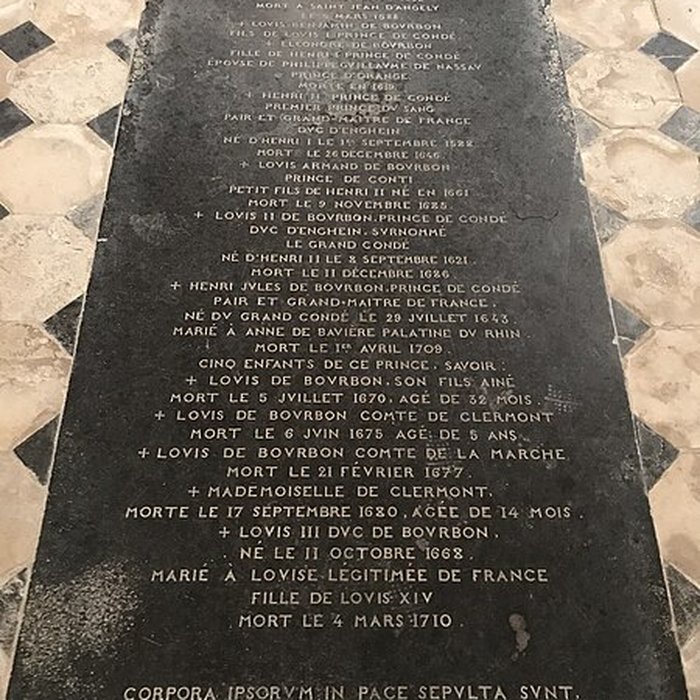 MORT A SAINT JEAN D'ANGELY
LE 5 MARS 1588
+ LOVIS BENJAMIN DE BOVRBON
FILS DE LOVIS I PRINCE DE CONDÉ.
+ ELEONORE DE BOVRBON
FILLE DE HENRI I PRINCE DE CONDÉ
ÉPOVSE DE PHILIPPE GVILLAVME DE NASSAV
PRINCE D'ORANGE.
MORTE EN 1619.
+ HENRI II PRINCE DE CONDÉ
PREMIER PRINCE DV SANG
PAIR ET GRAND-MAITRE DE FRANCE
DVC D'ENGHEIN
NÉ D'HENRI I LE 1er SEPTEMBRE 1588
MORT LE 26 DÉCEMBRE 1646.
+ LOVIS ARMAND DE BOVRBON
PRINCE DE CONTI
PETIT FILS DE HENRI II NÉ EN 1661
MORT LE 9 NOVEMBRE 1685.
+ LOVIS II DE BOVRBON.PRINCE DE CONDÉ
DVC D'ENGHEIN. SVRNOMMÉ
LE GRAND CONDÉ
NÉ D'HENRI II LE 8 SEPTEMBRE 1621.
MORT LE 11 DÉCEMBRE 1686.
+ HENRI JVLES DE BOVRBON.PRINCE DE CONDÉ
PAIR ET GRAND-MAITRE DE FRANCE.
NÉ DV GRAND CONDÉ LE 29 JVILLET 1643
MARIÉ A ANNE DE BAVIÈRE PALATINE DV RHIN.
MORT LE 1er AVRIL 1709.
CINQ ENFANTS DE CE PRINCE, SAVOIR :
+ LOVIS DE BOVRBON, SON FILS AINÉ
MORT LE 5 JVILLET 1670, AGÉ DE 32 MOIS.
+ LOVIS DE BOVRBON COMTE DE CLERMONT
MORT LE 6 JVIN 1675 AGÉ DE 5 ANS
+ LOVIS DE BOVRBON COMTE DE LA MARCHE
MORT LE 21 FÉVRIER 1677.
+ MADEMOISELLE DE CLERMONT,
MORTE LE 17 SEPTEMBRE 1680, AGÉE DE 14 MOIS.
+ LOVIS III DVC DE BOVRBON,
NÉ LE 11 OCTOBRE 1668.
MARIÉ À LOVISE LÉGITIMÉE DE FRANCE
FILLE DE LOVIS XIV
MORT LE 4 MARS 1710.
CORPORA IPSORVM IN PACE SEPVLTA SVNT.